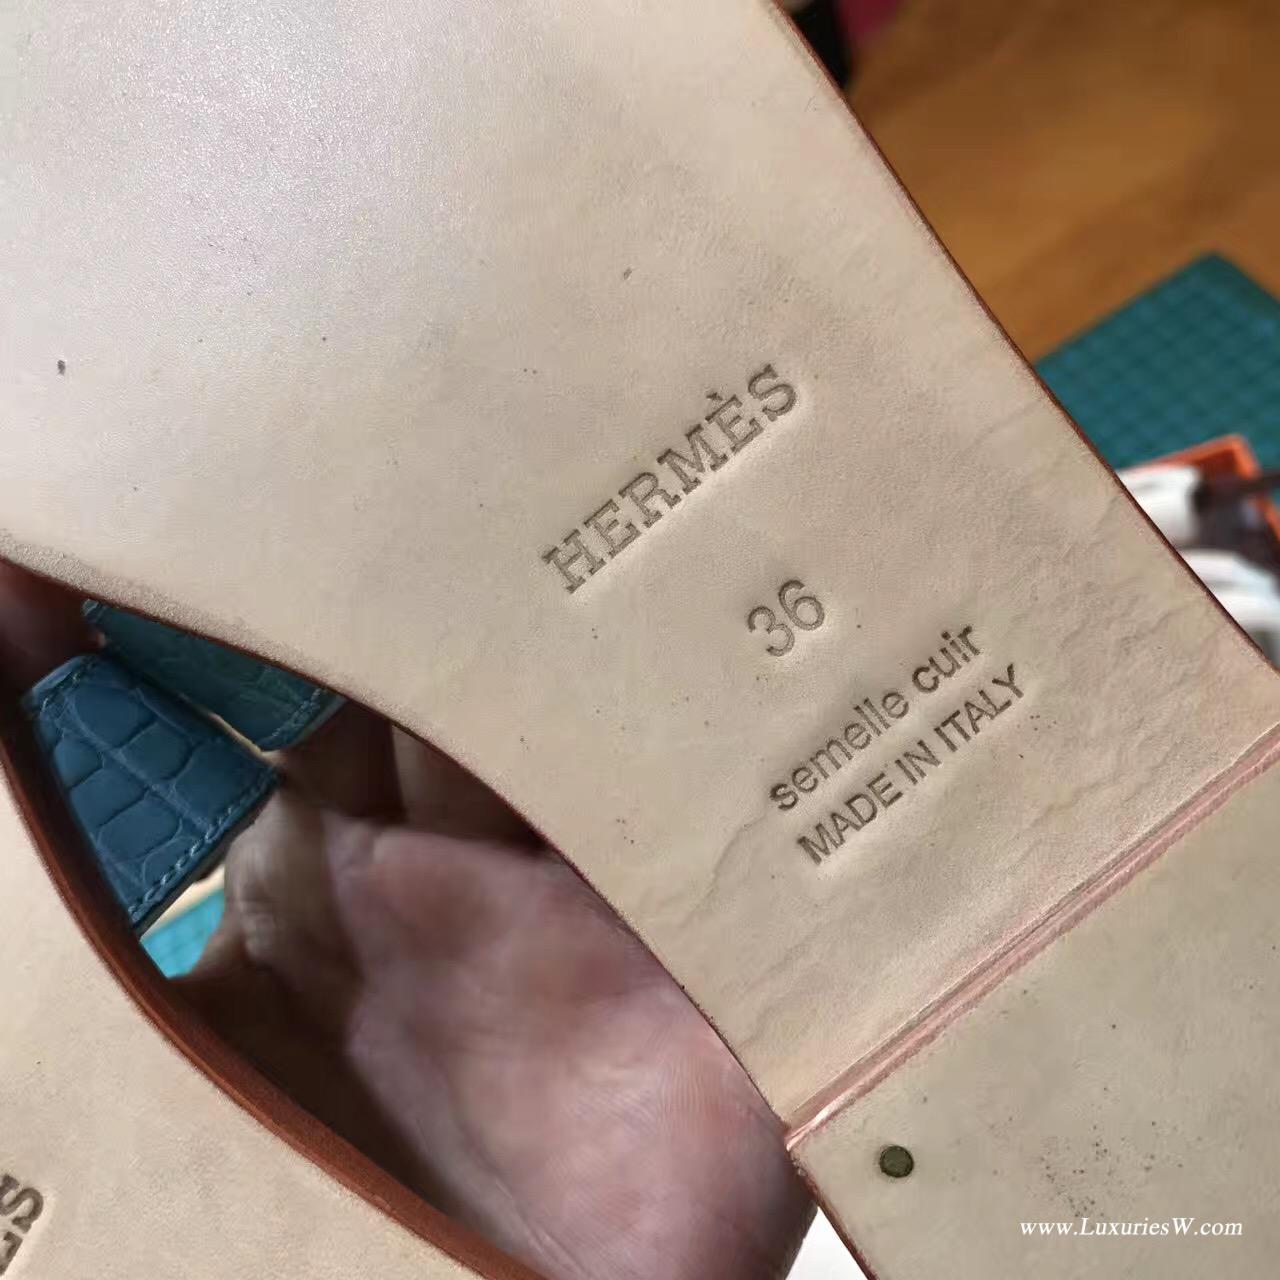 HERMÈS
36
semelle cuir
MADE IN ITALY
www.LuxuriesW.com